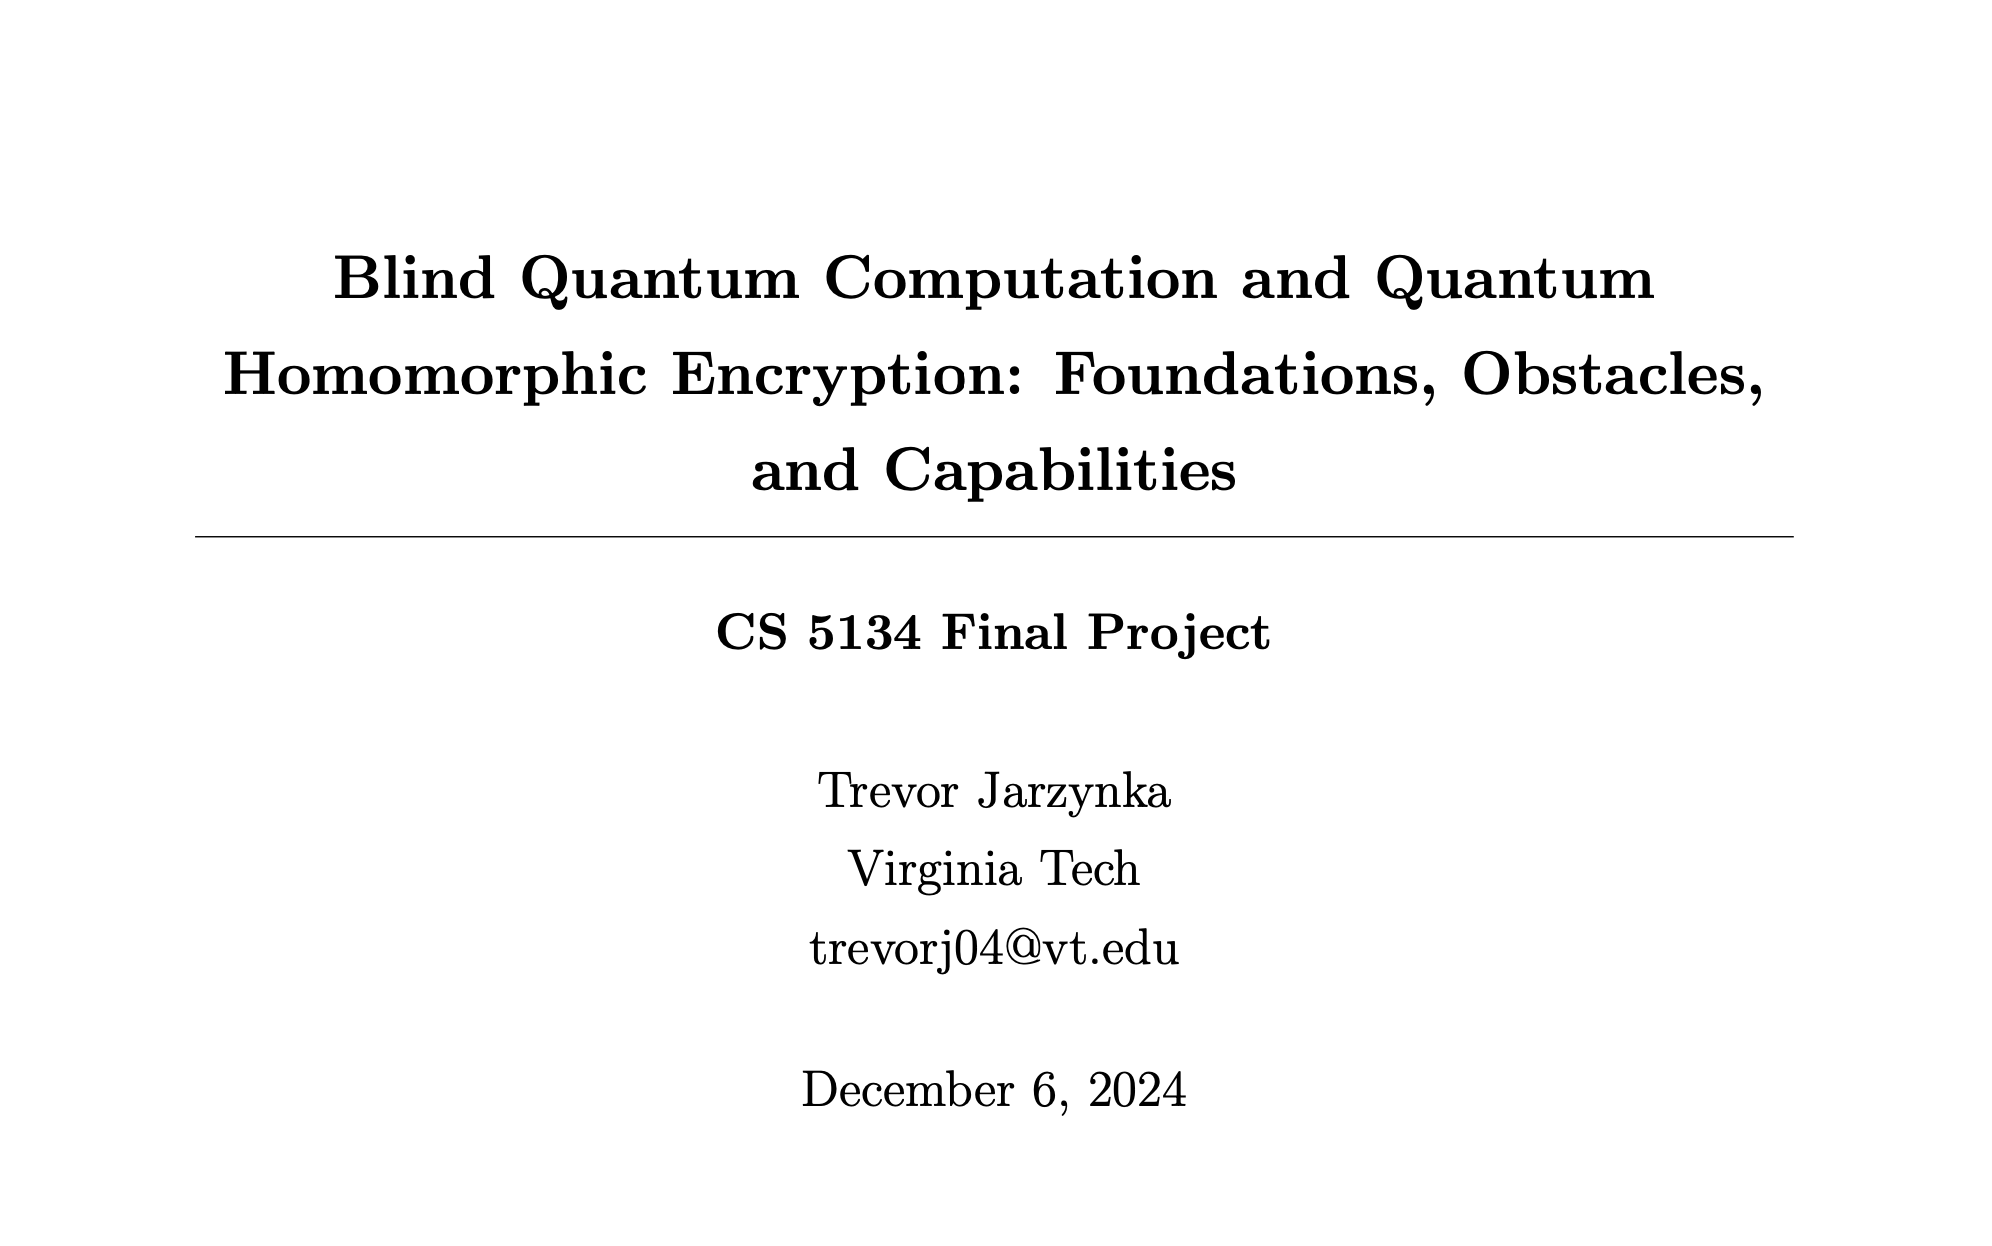 Blind Quantum Computation and Quantum
Homomorphic Encryption: Foundations, Obstacles,
and Capabilities
CS 5134 Final Project
Trevor Jarzynka
Virginia Tech
trevorj04@vt.edu
December 6, 2024